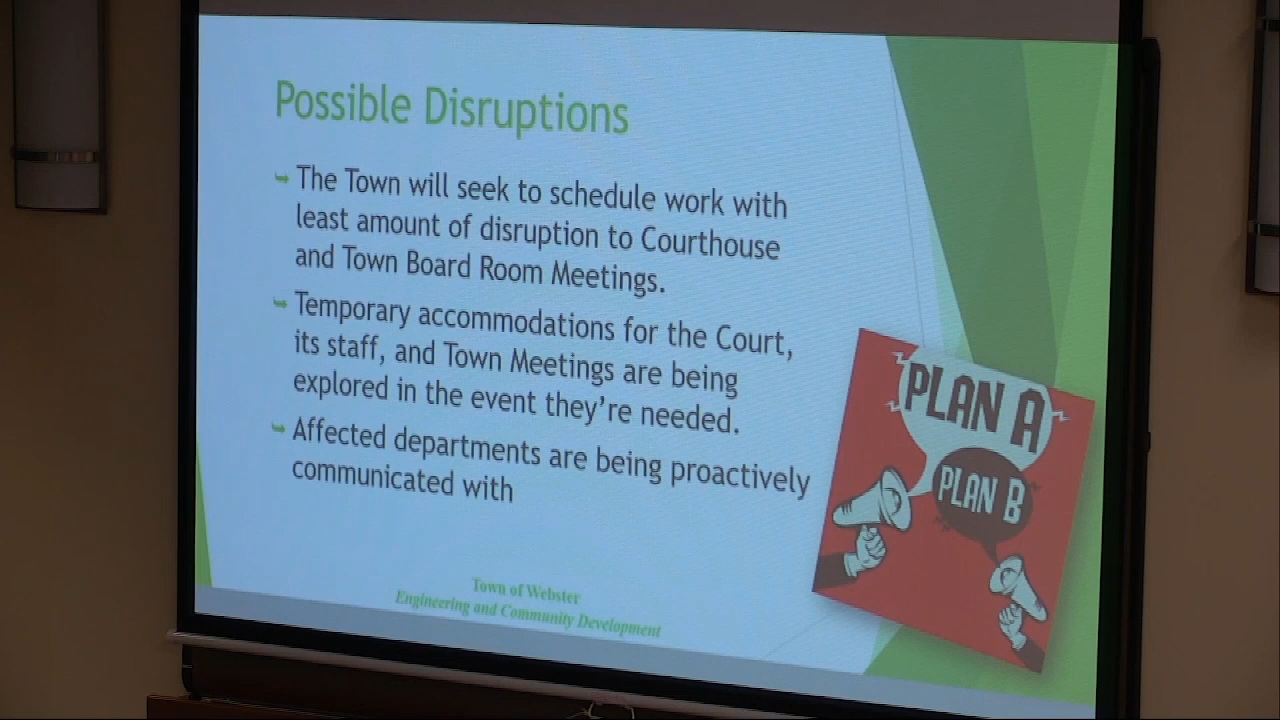 Possible Disruptions
The Town will seek to schedule work with
least amount of disruption to Courthouse
and Town Board Room Meetings.
Temporary accommodations for the Court,
its staff, and Town Meetings are being
explored in the event they're needed.
Affected departments are being proactively
communicated with
PLAN A
PLAN B
Town of Webster
Engineering and Community Development